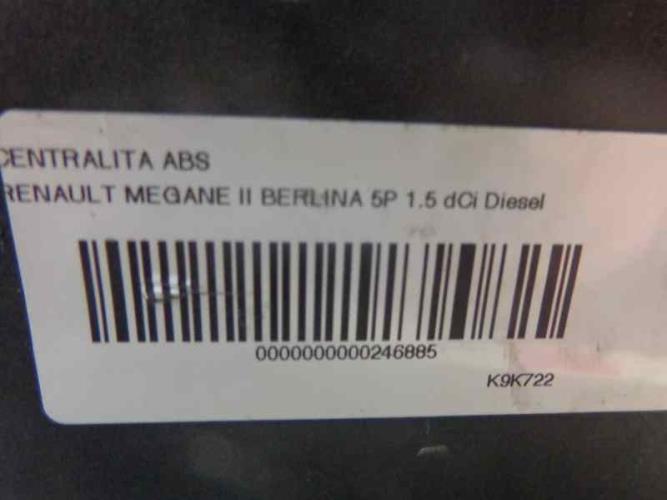 CENTRALITA ABS
RENAULT MEGANE II BERLINA 5P 1.5 dCi Diesel
0000000000246885
K9K722